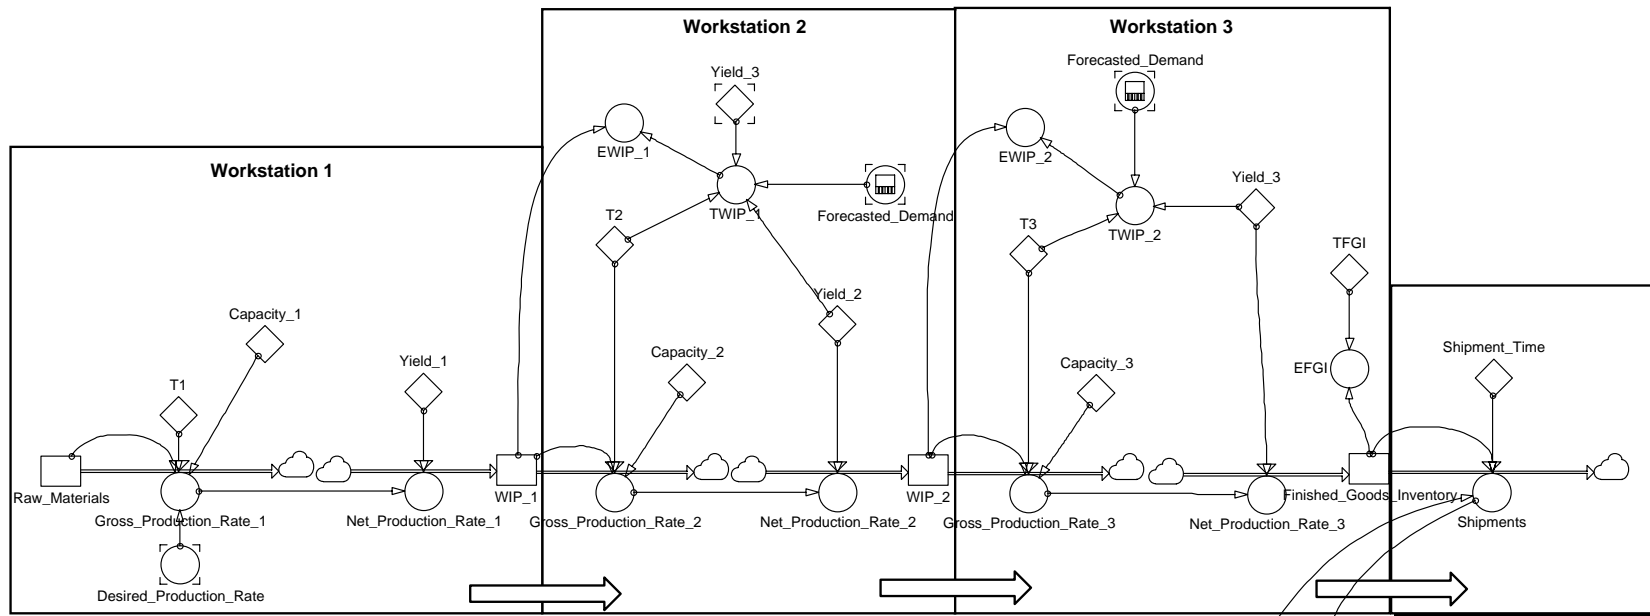 Workstation 1
Capacity_1
T1
Yield_1
Raw_Materials
Gross_Production_Rate_1
Net_Production_Rate_1
WIP_1
Desired_Production_Rate
Workstation 2
Yield_3
EWIP_1
TWIP_1
Forecasted_Demand
T2
Yield_2
Capacity_2
Gross_Production_Rate_2
Net_Production_Rate_2
WIP_2
Workstation 3
Forecasted_Demand
EWIP_2
TWIP_2
Yield_3
T3
TFGI
Capacity_3
EFGI
Gross_Production_Rate_3
Net_Production_Rate_3
Finished_Goods_Inventory
Shipment_Time
Shipments